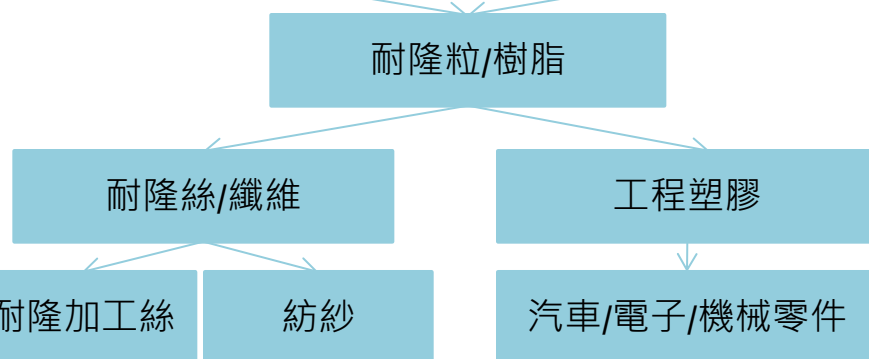 耐隆粒/樹脂
耐隆絲/纖維
工程塑膠
耐隆加工絲
紡紗
汽車/電子/機械零件